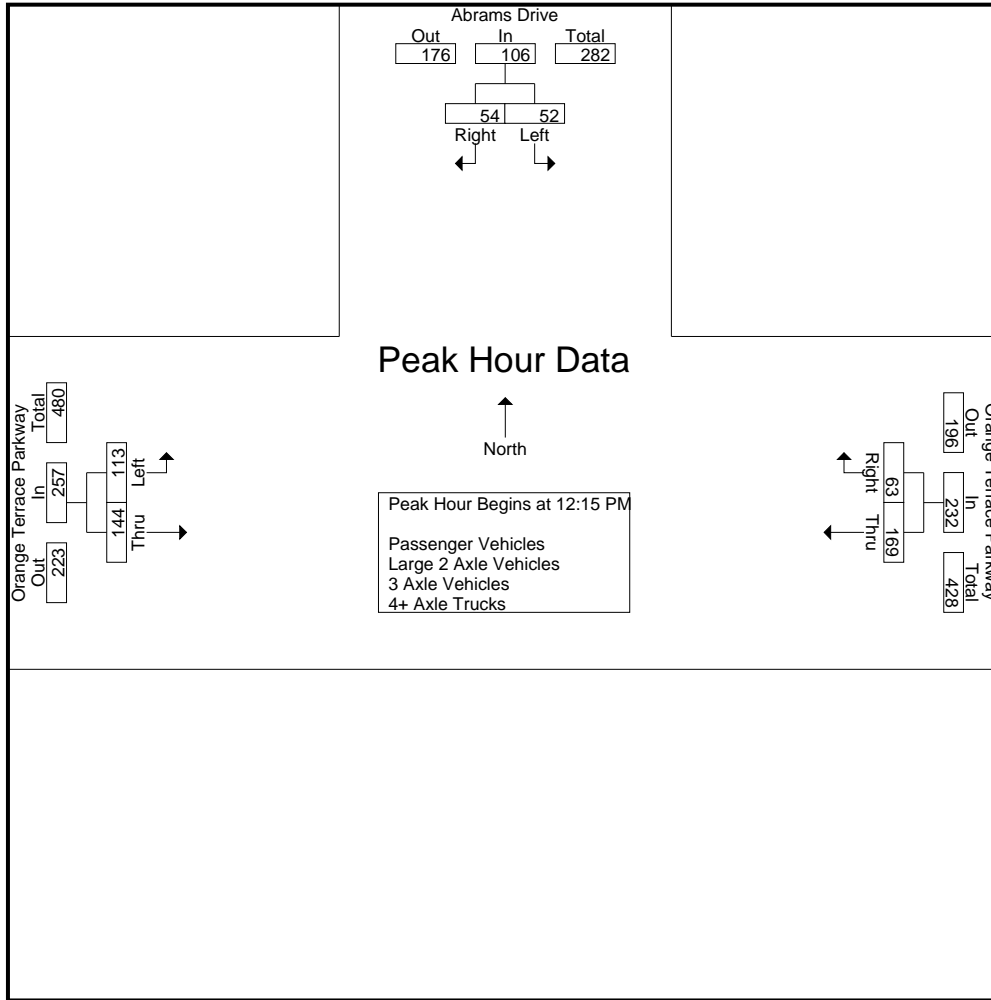 Abrams Drive
Out In Total
176 106 282
54 52
Right Left
Peak Hour Data
North
Peak Hour Begins at 12:15 PM
Passenger Vehicles
Large 2 Axle Vehicles
3 Axle Vehicles
4+ Axle Trucks
Orange Terrace Parkway
Out In Total
223 257 480
Left
113
Thru
144
Orange Terrace Parkway
Out In Total
196 232 428
Right
63
Thru
169